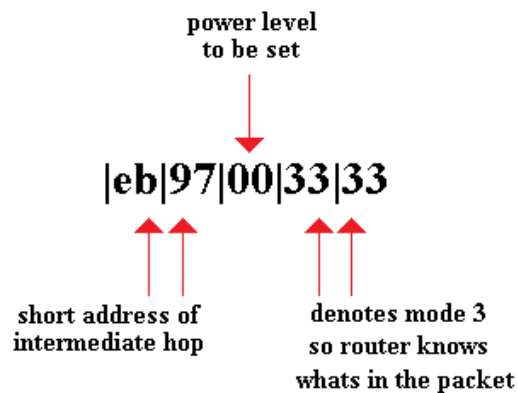 power level
to be set
|eb|97|00|33|33
short address of
intermediate hop
denotes mode 3
so router knows
whats in the packet